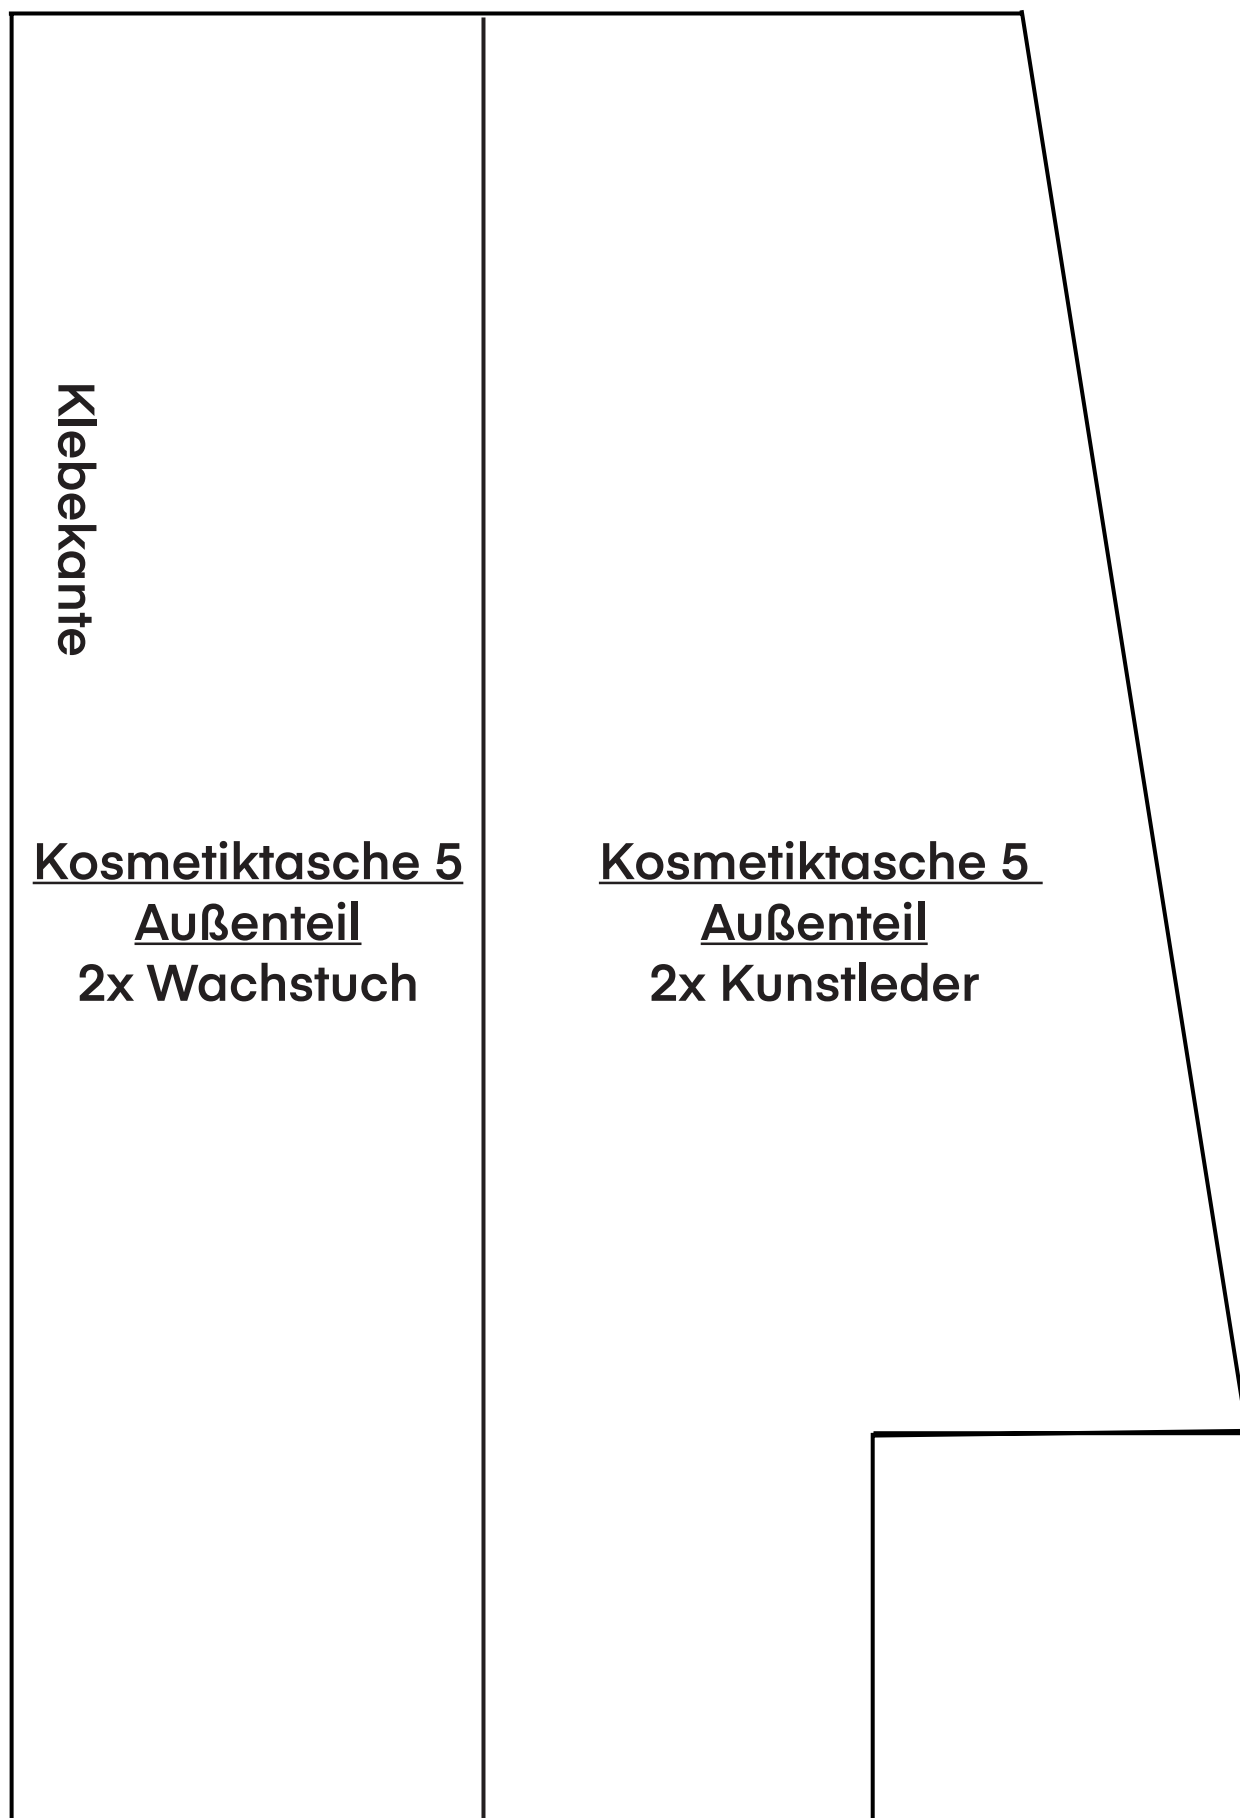 Klebekante
Kosmetiktasche 5
Außenteil
2x Wachstuch
Kosmetiktasche 5
Außenteil
2x Kunstleder